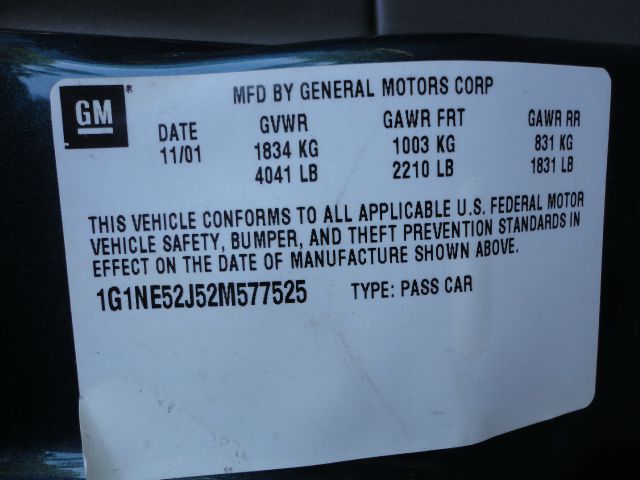 GM®
MFD BY GENERAL MOTORS CORP
DATE GVWR GAWR FRT GAWR RR
11/01 1834 KG 1003 KG 831 KG
4041 LB 2210 LB 1831 LB
THIS VEHICLE CONFORMS TO ALL APPLICABLE U.S. FEDERAL MOTOR
VEHICLE SAFETY, BUMPER, AND THEFT PREVENTION STANDARDS IN
EFFECT ON THE DATE OF MANUFACTURE SHOWN ABOVE.
1G1NE52J52M577525 TYPE: PASS CAR